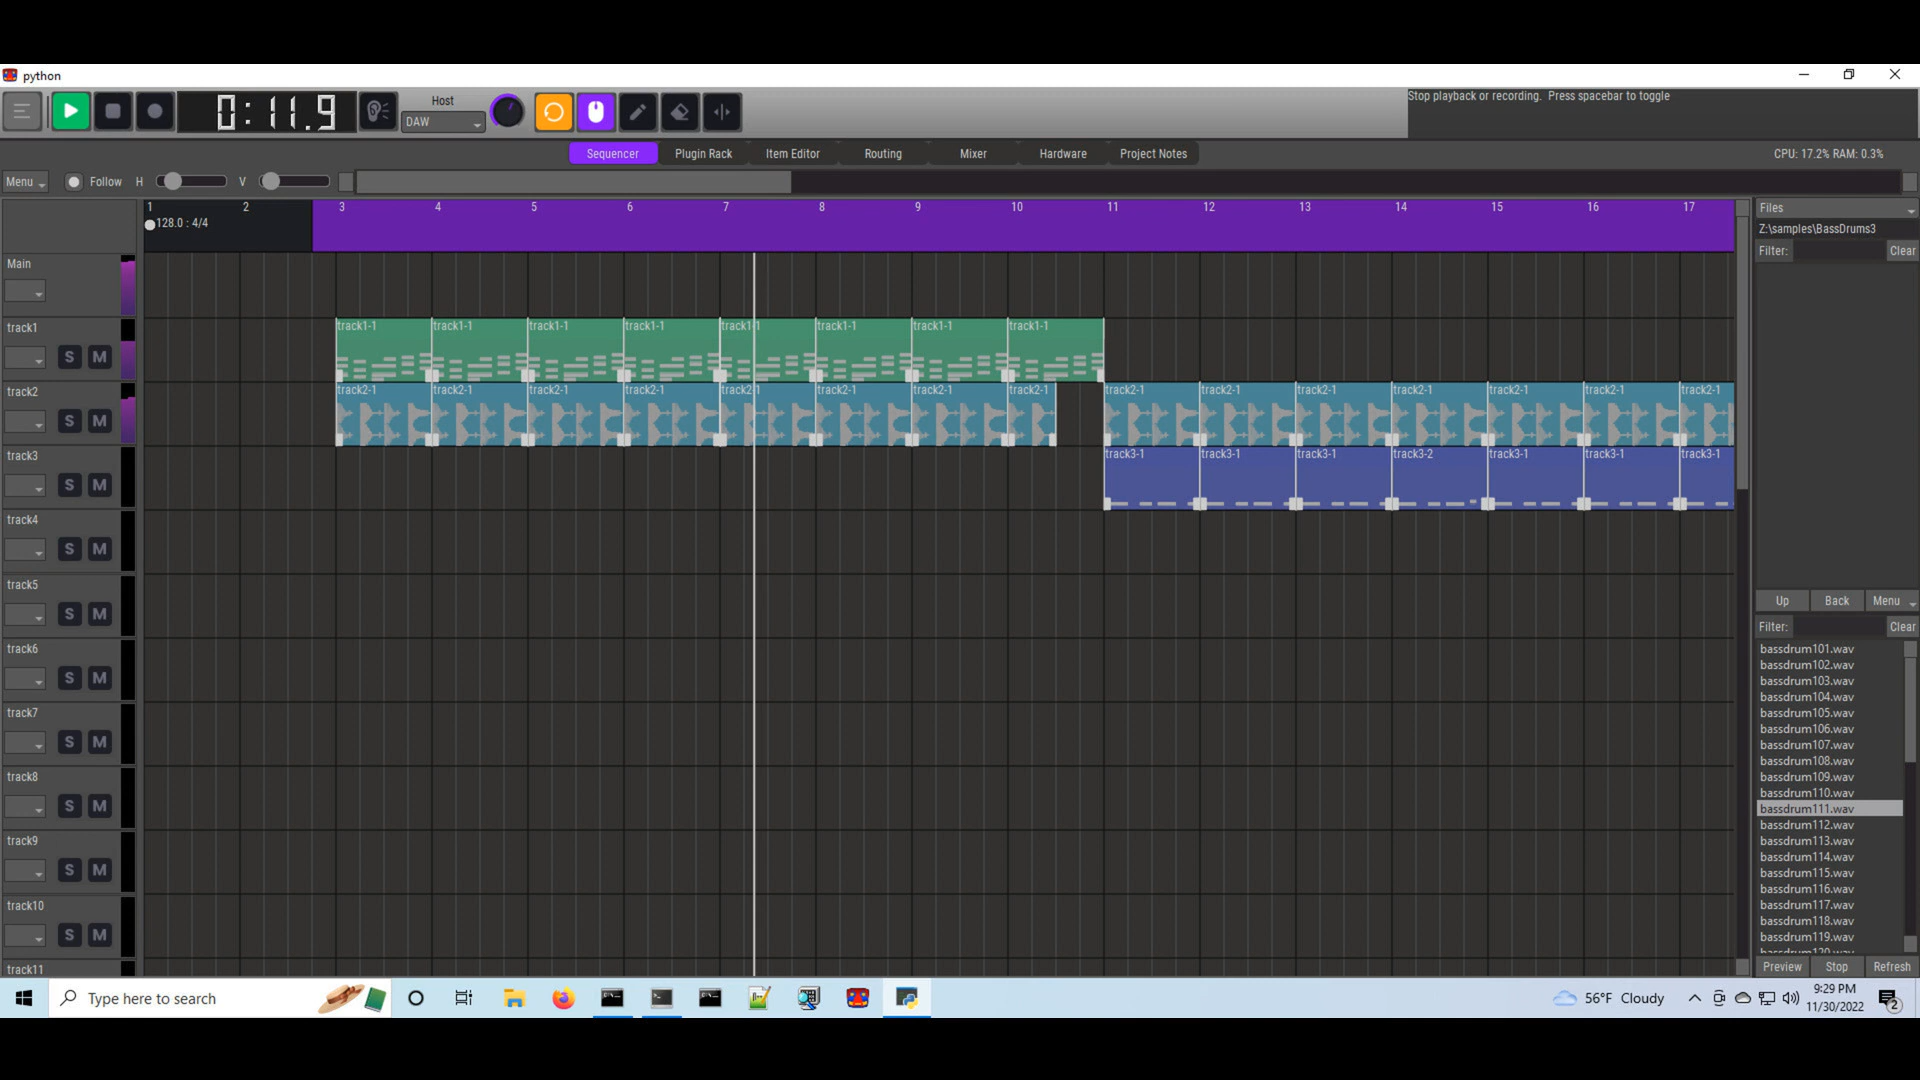 python
0:11.9
Host
DAW
Stop playback or recording. Press spacebar to toggle
Sequencer Plugin Rack Item Editor Routing Mixer Hardware Project Notes
CPU: 17.2% RAM: 0.3%
Menu Follow H V
1 2 3 4 5 6 7 8 9 10 11 12 13 14 15 16 17
128.0 : 4/4
Main
track1
S M
track1-1 track1-1 track1-1 track1-1 track1-1 track1-1 track1-1 track1-1
track2
S M
track2-1 track2-1 track2-1 track2-1 track2-1 track2-1 track2-1 track2-1 track2-1 track2-1 track2-1 track2-1 track2-1 track2-1 track2-1
track3
S M
track3-1 track3-1 track3-1 track3-2 track3-1 track3-1 track3-1
track4
S M
track5
S M
track6
S M
track7
S M
track8
S M
track9
S M
track10
S M
track11
Files
Z:\samples\BassDrums3
Filter: Clear
Up Back Menu
Filter: Clear
bassdrum101.wav
bassdrum102.wav
bassdrum103.wav
bassdrum104.wav
bassdrum105.wav
bassdrum106.wav
bassdrum107.wav
bassdrum108.wav
bassdrum109.wav
bassdrum110.wav
bassdrum111.wav
bassdrum112.wav
bassdrum113.wav
bassdrum114.wav
bassdrum115.wav
bassdrum116.wav
bassdrum117.wav
bassdrum118.wav
bassdrum119.wav
bassdrum120.wav
Preview Stop Refresh
Type here to search
56°F Cloudy
9:29 PM
11/30/2022
2